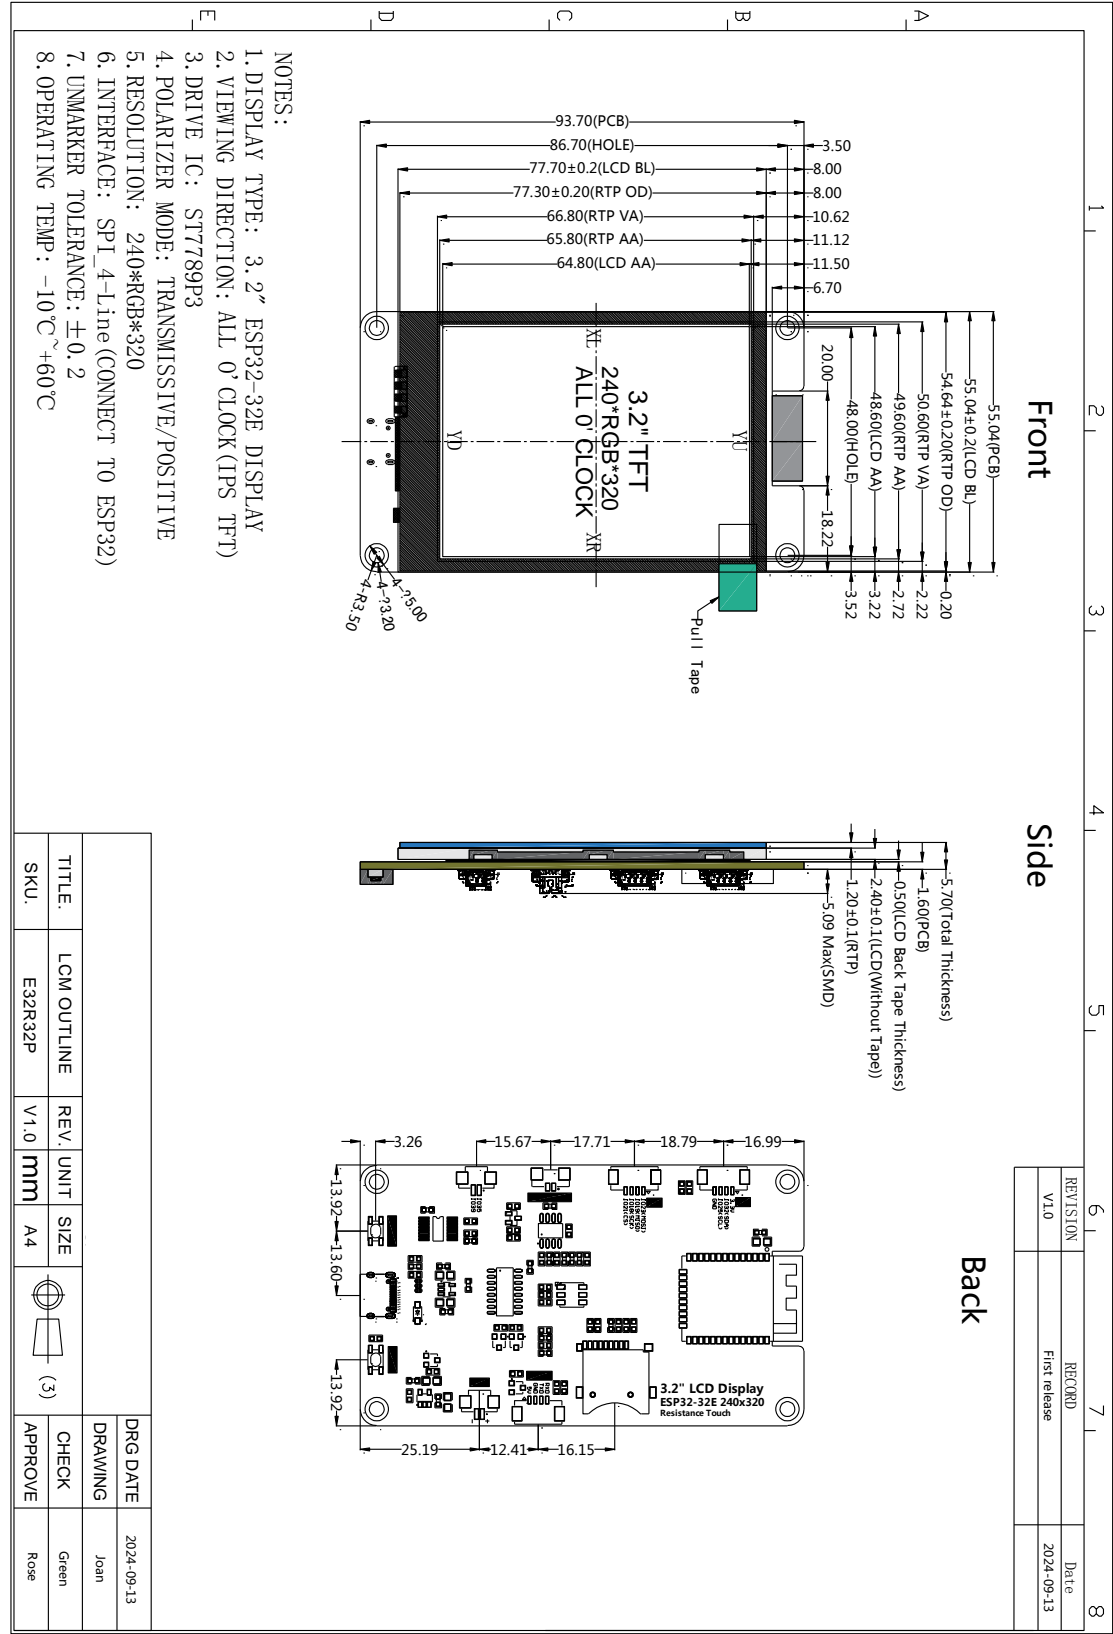 1
2
3
4
5
6
7
8
A
B
C
D
E
Front
Side
Back
REVISION
RECORD
Date
V1.0
First release
2024-09-13
93.70(PCB)
86.70(HOLE)
3.50
77.70±0.2(LCD BL)
8.00
77.30±0.20(RTP OD)
8.00
66.80(RTP VA)
10.62
65.80(RTP AA)
11.12
64.80(LCD AA)
11.50
6.70
55.04(PCB)
55.04±0.2(LCD BL)
54.64±0.20(RTP OD)
0.20
50.60(RTP VA)
2.22
49.60(RTP AA)
2.72
48.60(LCD AA)
3.22
48.00(HOLE)
3.52
20.00
18.22
XL
XR
YU
YD
3.2" TFT
240*RGB*320
ALL 0' CLOCK
Pull Tape
4-?5.00
4-?3.20
4-R3.50
5.70(Total Thickness)
1.60(PCB)
0.50(LCD Back Tape Thickness)
2.40±0.1(LCD(Without Tape))
1.20±0.1(RTP)
5.09 Max(SMD)
3.26
15.67
17.71
18.79
16.99
13.92
13.60
13.92
25.19
12.41
16.15
3.2" LCD Display
ESP32-32E 240x320
Resistance Touch
NOTES:
1. DISPLAY TYPE: 3.2" ESP32-32E DISPLAY
2. VIEWING DIRECTION: ALL O'CLOCK(IPS TFT)
3. DRIVE IC: ST7789P3
4. POLARIZER MODE: TRANSMISSIVE/POSITIVE
5. RESOLUTION: 240*RGB*320
6. INTERFACE: SPI_4-Line(CONNECT TO ESP32)
7. UNMARKER TOLERANCE:±0.2
8. OPERATING TEMP: -10℃~+60℃
TITLE.
LCM OUTLINE
REV.
UNIT
SIZE
SKU.
E32R32P
V1.0
mm
A4
(3)
DRG DATE
2024-09-13
DRAWING
Joan
CHECK
Green
APPROVE
Rose